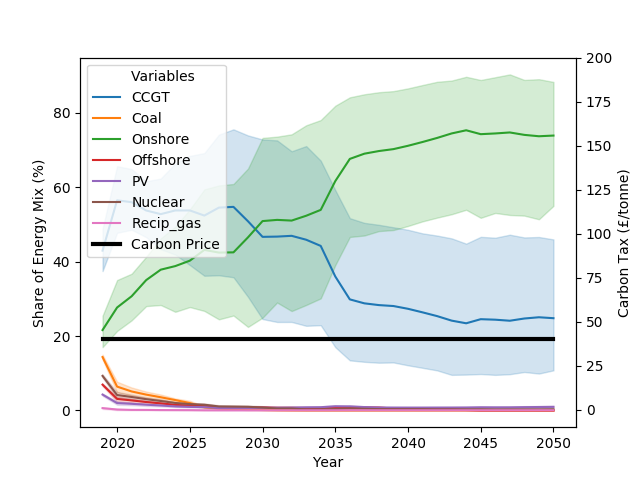 Variables
CCGT
Coal
Onshore
Offshore
PV
Nuclear
Recip_gas
Carbon Price
Share of Energy Mix (%)
80
60
40
20
0
200
175
150
125
100
75
50
25
0
Carbon Tax (£/tonne)
2020 2025 2030 2035 2040 2045 2050
Year